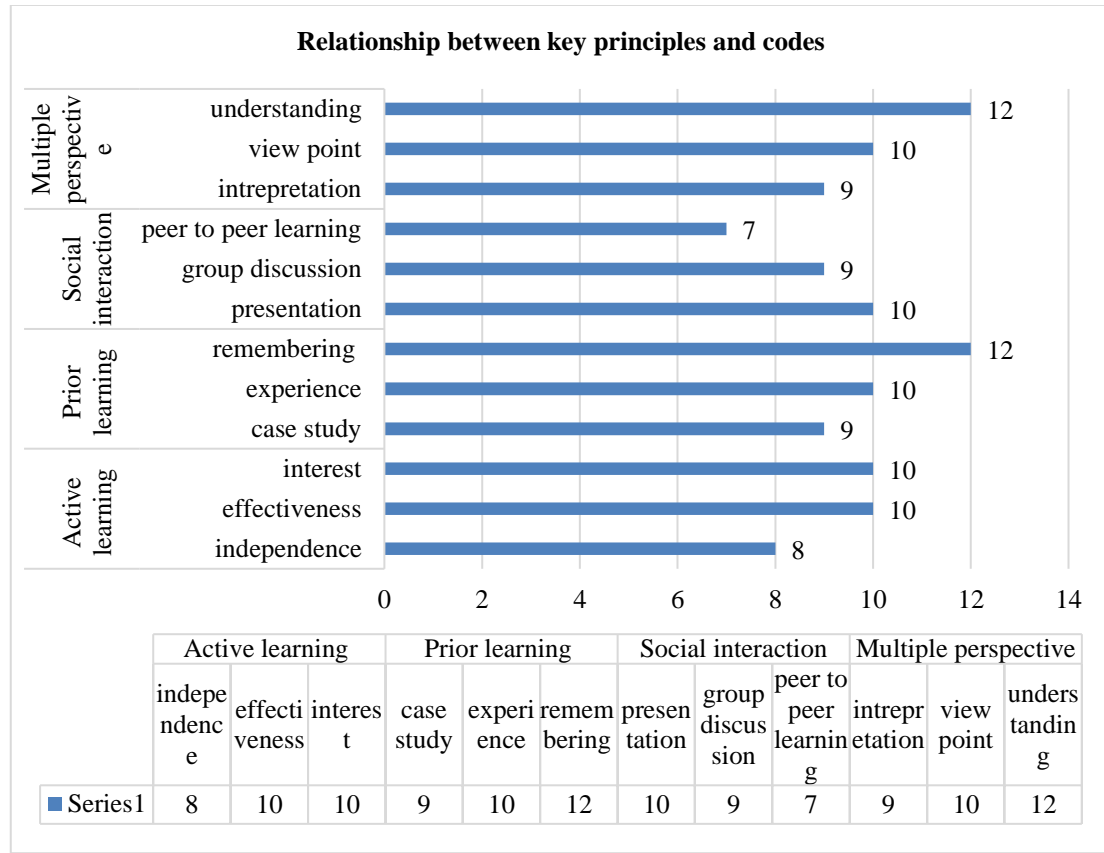 Relationship between key principles and codes
Multiple
perspectiv
e
understanding
12
view point
10
intrepretation
9
Social
interaction
peer to peer learning
7
group discussion
9
presentation
10
Prior
learning
remembering
12
experience
10
case study
9
Active
learning
interest
10
effectiveness
10
independence
8
0 2 4 6 8 10 12 14
Active learning Prior learning Social interaction Multiple perspective
indepe
ndenc
e
effecti
veness
interes
t
case
study
experi
ence
remem
bering
presen
tation
group
discus
sion
peer to
peer
learnin
g
intrepr
etation
view
point
unders
tandin
g
Series1 8 10 10 9 10 12 10 9 7 9 10 12